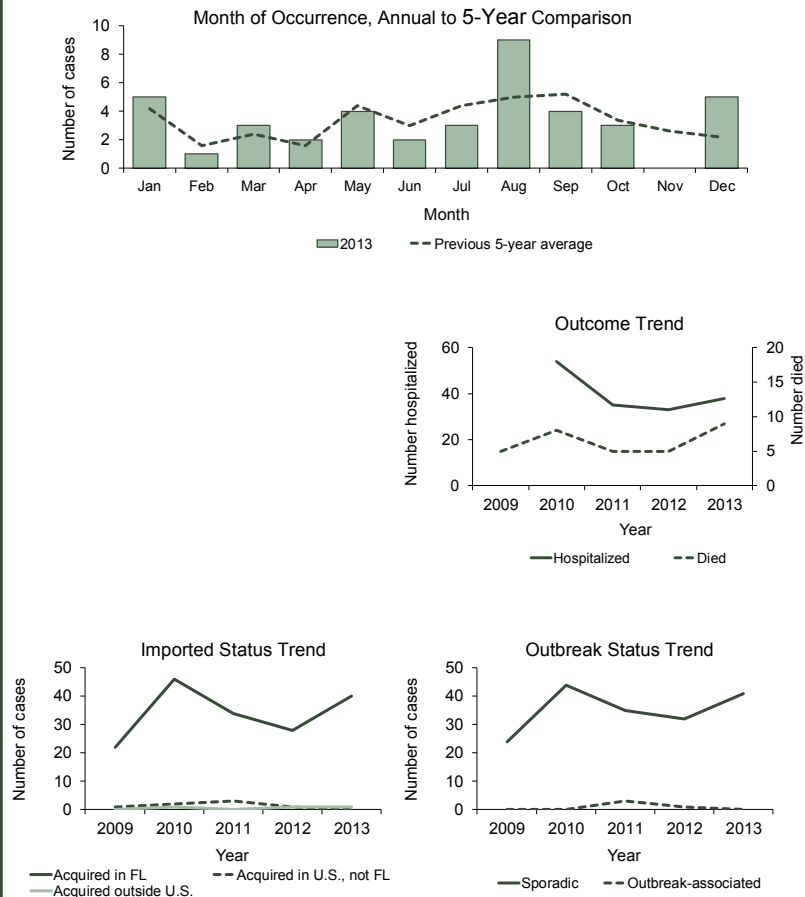 Month of Occurrence, Annual to 5-Year Comparison
Number of cases
10
8
6
4
2
0
Jan Feb Mar Apr May Jun Jul Aug Sep Oct Nov Dec
Month
2013 Previous 5-year average
Outcome Trend
Number hospitalized
60
40
20
0
20
15
10
5
0
Number died
2009 2010 2011 2012 2013
Year
Hospitalized Died
Imported Status Trend
Number of cases
50
40
30
20
10
0
2009 2010 2011 2012 2013
Year
Acquired in FL Acquired in U.S., not FL
Acquired outside U.S.
Outbreak Status Trend
Number of cases
50
40
30
20
10
0
2009 2010 2011 2012 2013
Year
Sporadic Outbreak-associated